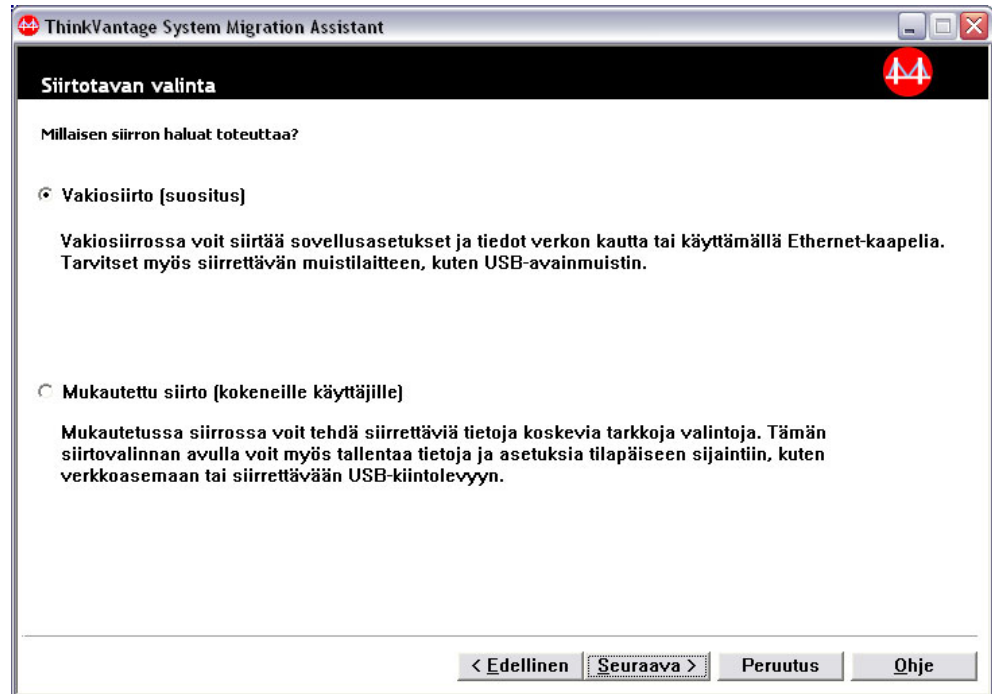 ThinkVantage System Migration Assistant
Siirtotavan valinta
Millaisen siirron haluat toteuttaa?
Vakiosiirto (suositus)
Vakiosiirrossa voit siirtää sovellusasetukset ja tiedot verkon kautta tai käyttämällä Ethernet-kaapelia.
Tarvitset myös siirrettävän muistilaitteen, kuten USB-avainmuistin.
Mukautettu siirto (kokeneille käyttäjille)
Mukautetussa siirrossa voit tehdä siirrettäviä tietoja koskevia tarkkoja valintoja. Tämän
siirtovalinnan avulla voit myös tallentaa tietoja ja asetuksia tilapäiseen sijaintiin, kuten
verkkoasemaan tai siirrettävään USB-kiintolevyyn.
< Edellinen Seuraava > Peruutus Ohje